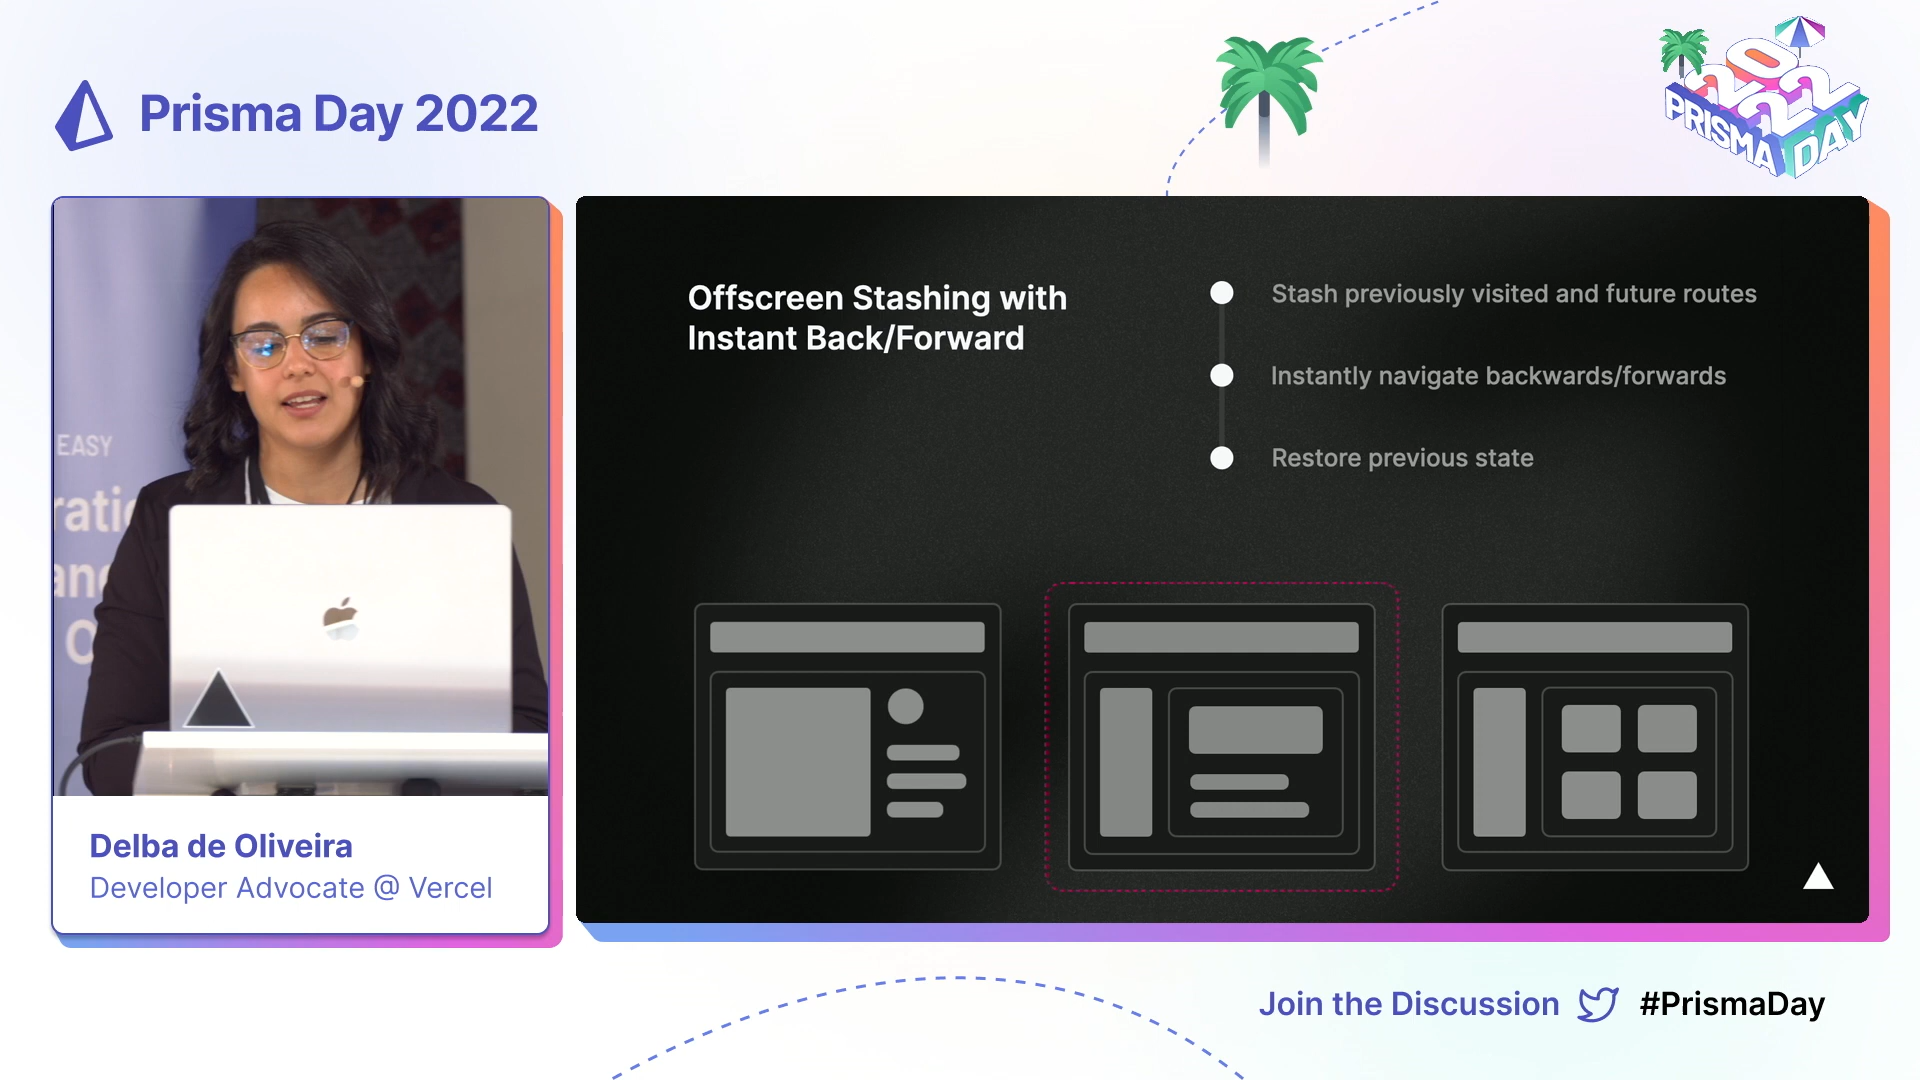 Prisma Day 2022
2022
PRISMA DAY
EASY
Offscreen Stashing with
Instant Back/Forward
Stash previously visited and future routes
Instantly navigate backwards/forwards
Restore previous state
Delba de Oliveira
Developer Advocate @ Vercel
Join the Discussion #PrismaDay